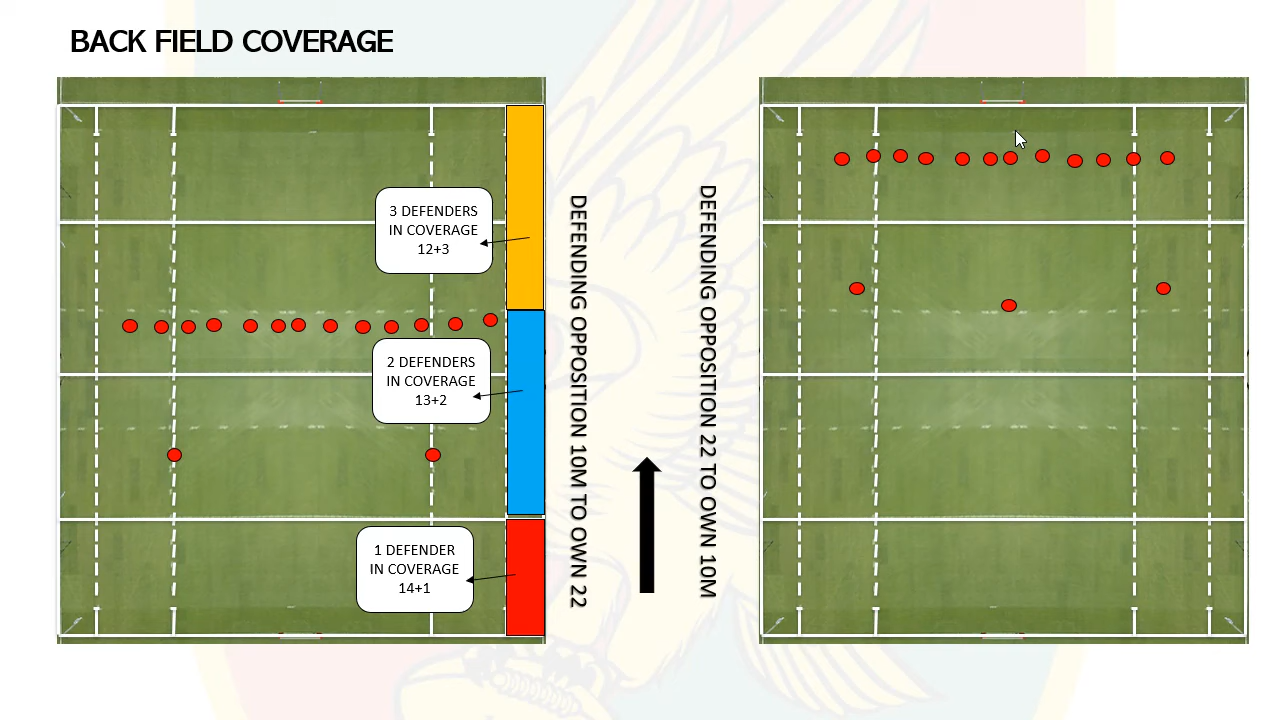 BACK FIELD COVERAGE
3 DEFENDERS
IN COVERAGE
12+3
2 DEFENDERS
IN COVERAGE
13+2
1 DEFENDER
IN COVERAGE
14+1
DEFENDING OPPOSITION 10M TO OWN 22
DEFENDING OPPOSITION 22 TO OWN 10M